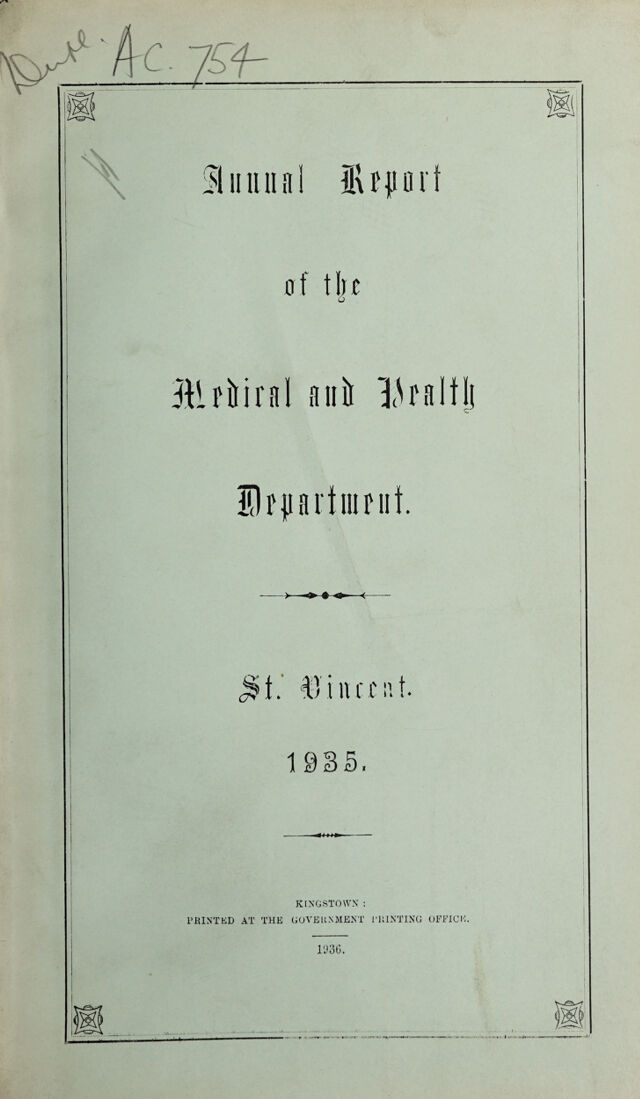 Dupl. AC. 754
Annual Report
of the
Medical and Health
Department.
St. Vincent.
1935.
KINGSTOWN :
PRINTED AT THE GOVERNMENT PRINTING OFFICE.
1936.